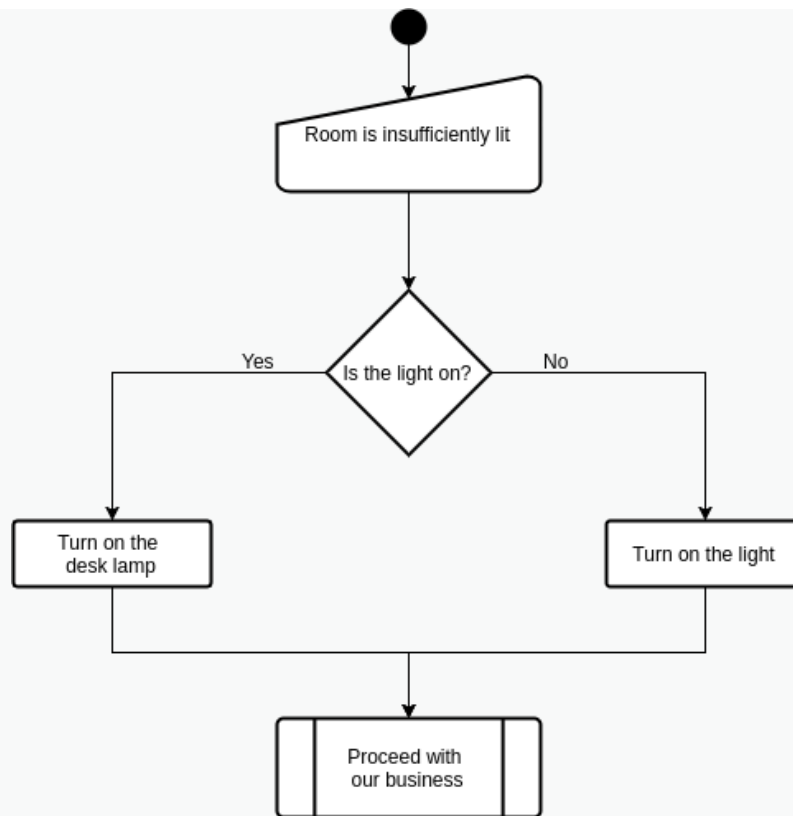 Room is insufficiently lit
Yes
Is the light on?
No
Turn on the
desk lamp
Turn on the light
Proceed with
our business